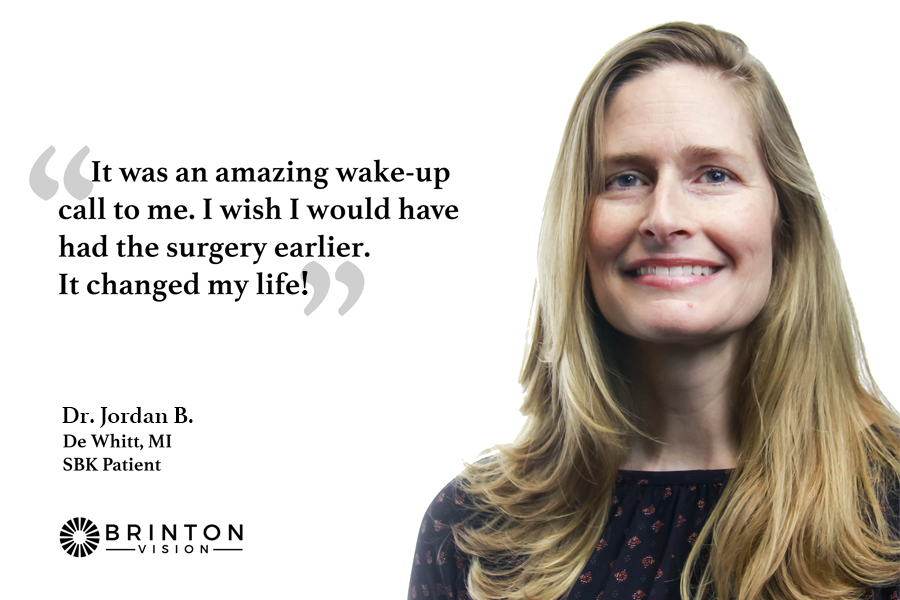 “It was an amazing wake-up
call to me. I wish I would have
had the surgery earlier.
It changed my life!”
Dr. Jordan B.
De Whitt, MI
SBK Patient
BRINTON
VISION